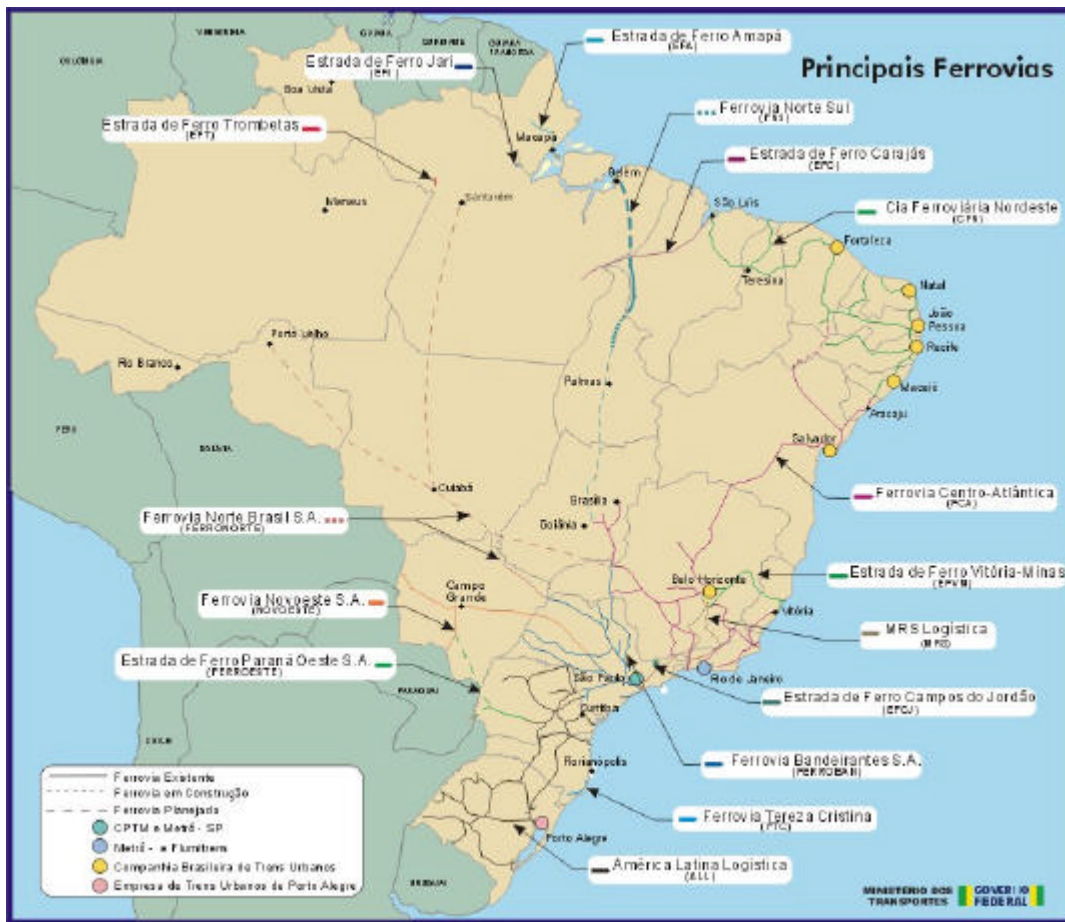 Principais Ferrovias
Estrada de Ferro Amapá
(EFA)
Estrada de Ferro Jari
Estrada de Ferro Trombetas
(EFT)
Ferrovia Norte Sul
Estrada de Ferro Carajás
(EFC)
Cia Ferroviária Nordeste
(CFN)
Macapá
Belém
São Luís
Fortaleza
Teresina
Natal
João
Pessoa
Recife
Maceió
Aracaju
Salvador
Manaus
Santarém
Porto Velho
Rio Branco
Palmas
PERU
BOLÍVIA
Cuiabá
Brasília
Goiânia
Ferrovia Centro-Atlântica
(FCA)
Ferrovia Norte Brasil S.A.
(FERRONORTE)
Campo
Grande
Belo Horizonte
Estrada de Ferro Vitória-Minas
(EFVM)
Vitória
Ferrovia Novoeste S.A.
(NOVOESTE)
MRS Logística
(MRS)
Estrada de Ferro Paraná Oeste S.A.
(FERROESTE)
PARAGUAI
São Paulo
Rio de Janeiro
Estrada de Ferro Campos do Jordão
(EFCJ)
Curitiba
CHILE
Ferrovia Bandeirantes S.A.
(FERROBAN)
Florianópolis
Ferrovia Tereza Cristina
(FTC)
Porto Alegre
América Latina Logística
(ALL)
URUGUAI
Ferrovia Existente
Ferrovia em Construção
Ferrovia Planejada
CPTM e Metrô - SP
Metrô - e Flumitrens
Companhia Brasileira de Trens Urbanos
Empresa de Trens Urbanos de Porto Alegre
MINISTÉRIO DOS
TRANSPORTES
GOVERNO
FEDERAL